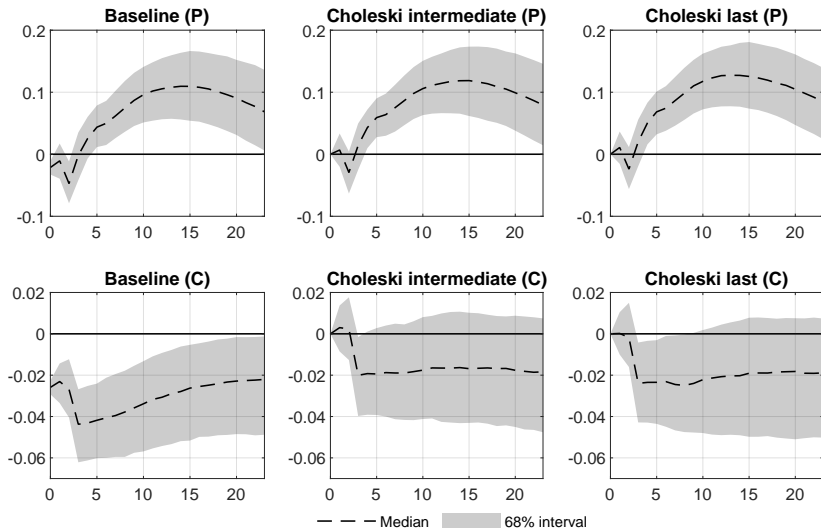 Baseline (P) Choleski intermediate (P) Choleski last (P)
0.2 0.2 0.2
0.1 0.1 0.1
0 0 0
-0.1 -0.1 -0.1
0 5 10 15 20 0 5 10 15 20 0 5 10 15 20
Baseline (C) Choleski intermediate (C) Choleski last (C)
0.02 0.02 0.02
0 0 0
-0.02 -0.02 -0.02
-0.04 -0.04 -0.04
-0.06 -0.06 -0.06
0 5 10 15 20 0 5 10 15 20 0 5 10 15 20
Median 68% interval